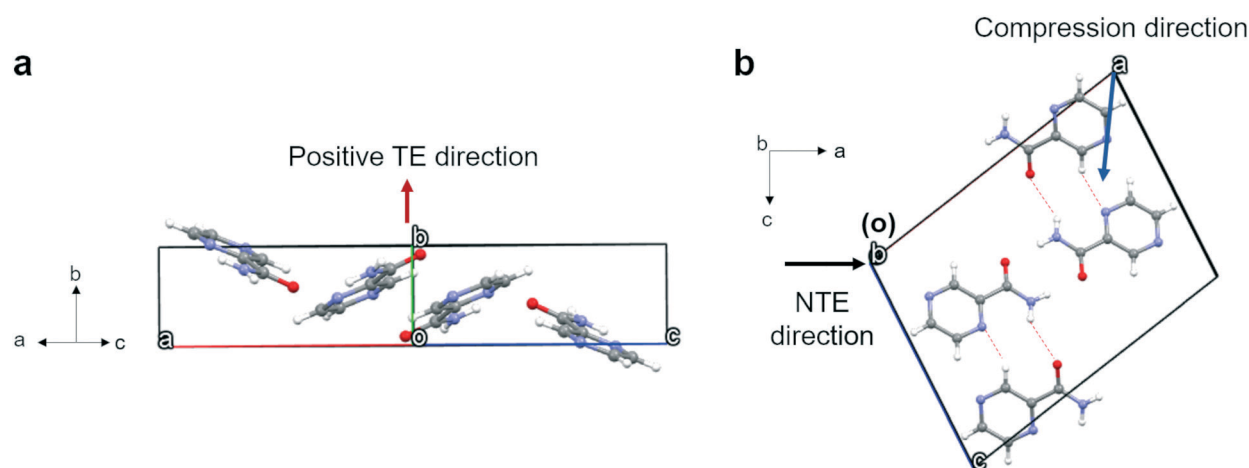 a
Positive TE direction
b
a
c
b
a
o
c
b
Compression direction
a
b
a
c
(o)
b
NTE
direction
c